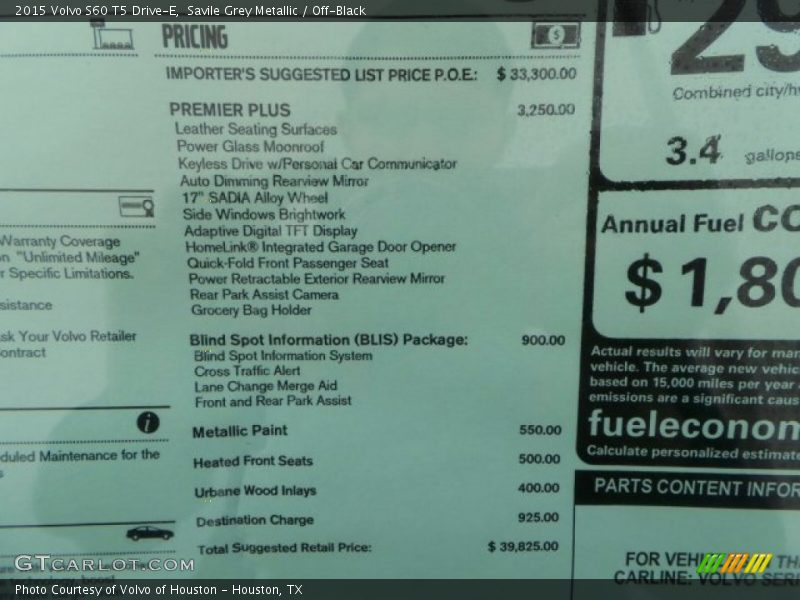 2015 Volvo S60 T5 Drive-E, Savile Grey Metallic / Off-Black
PRICING
$
IMPORTER'S SUGGESTED LIST PRICE P.O.E.: $ 33,300.00
PREMIER PLUS 3,250.00
Leather Seating Surfaces
Power Glass Moonroof
Keyless Drive w/Personal Car Communicator
Auto Dimming Rearview Mirror
17" SADIA Alloy Wheel
Side Windows Brightwork
Adaptive Digital TFT Display
HomeLink® Integrated Garage Door Opener
Quick-Fold Front Passenger Seat
Power Retractable Exterior Rearview Mirror
Rear Park Assist Camera
Grocery Bag Holder
Blind Spot Information (BLIS) Package: 900.00
Blind Spot Information System
Cross Traffic Alert
Lane Change Merge Aid
Front and Rear Park Assist
Metallic Paint 550.00
Heated Front Seats 500.00
Urbane Wood Inlays 400.00
Destination Charge 925.00
Total Suggested Retail Price: $ 39,825.00
Warranty Coverage
"Unlimited Mileage"
r Specific Limitations.
sistance
sk Your Volvo Retailer
ontract
i
duled Maintenance for the
s
29
Combined city/hw
3.4 gallons
Annual Fuel CO
$1,80
Actual results will vary for man
vehicle. The average new vehic
based on 15,000 miles per year
emissions are a significant caus
fueleconom
Calculate personalized estimate
PARTS CONTENT INFOR
FOR VEHI TH
CARLINE: VOLVO SERI
GTCarlot.com
Photo Courtesy of Volvo of Houston - Houston, TX